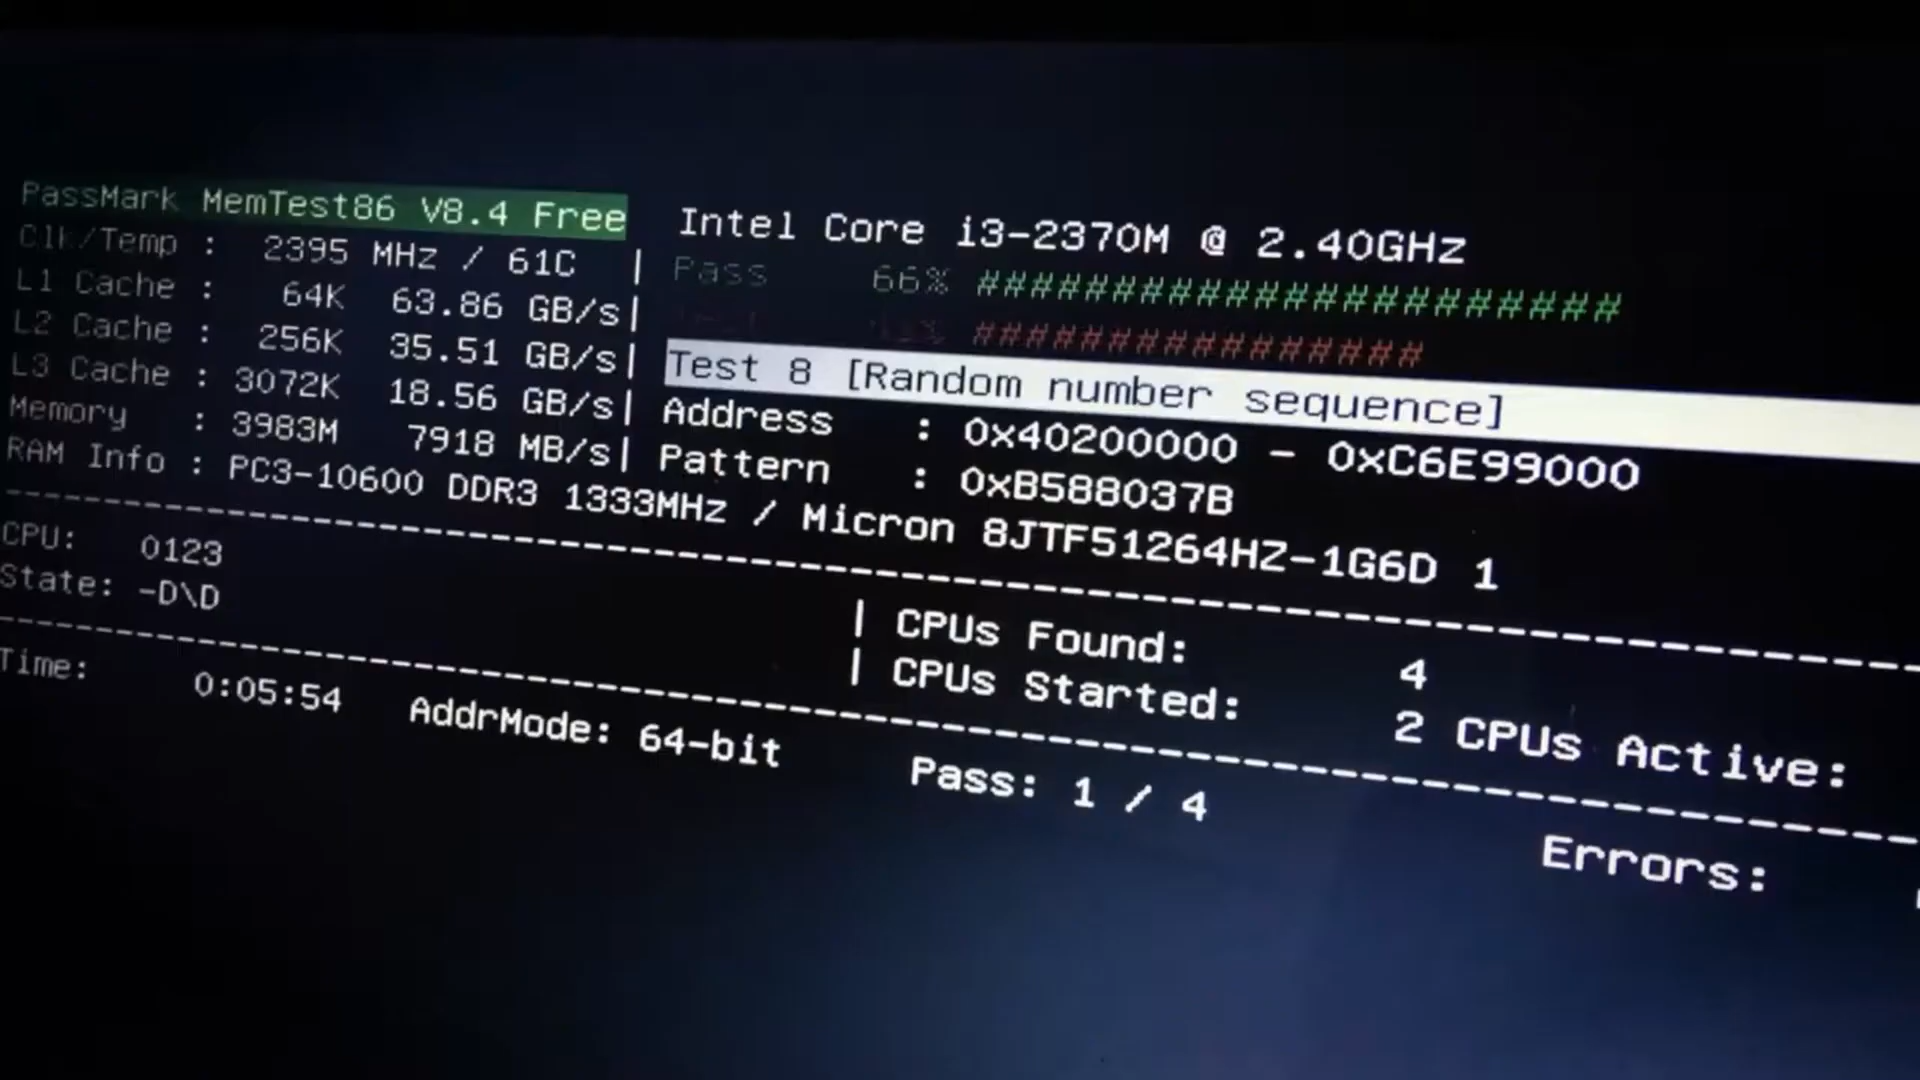 PassMark MemTest86 V8.4 Free Intel Core i3-2370M @ 2.40GHz
Clk/Temp : 2395 MHz / 61C | Pass 66% ########################
L1 Cache : 64K 63.86 GB/s| #################
L2 Cache : 256K 35.51 GB/s| Test 8 [Random number sequence]
L3 Cache : 3072K 18.56 GB/s| Address : 0x40200000 - 0xC6E99000
Memory : 3983M 7918 MB/s| Pattern : 0xB588037B
RAM Info : PC3-10600 DDR3 1333MHz / Micron 8JTF51264HZ-1G6D 1
CPU: 0123 | CPUs Found: 4
State: -D\D | CPUs Started: 2 CPUs Active:
Time: 0:05:54 AddrMode: 64-bit Pass: 1 / 4 Errors: